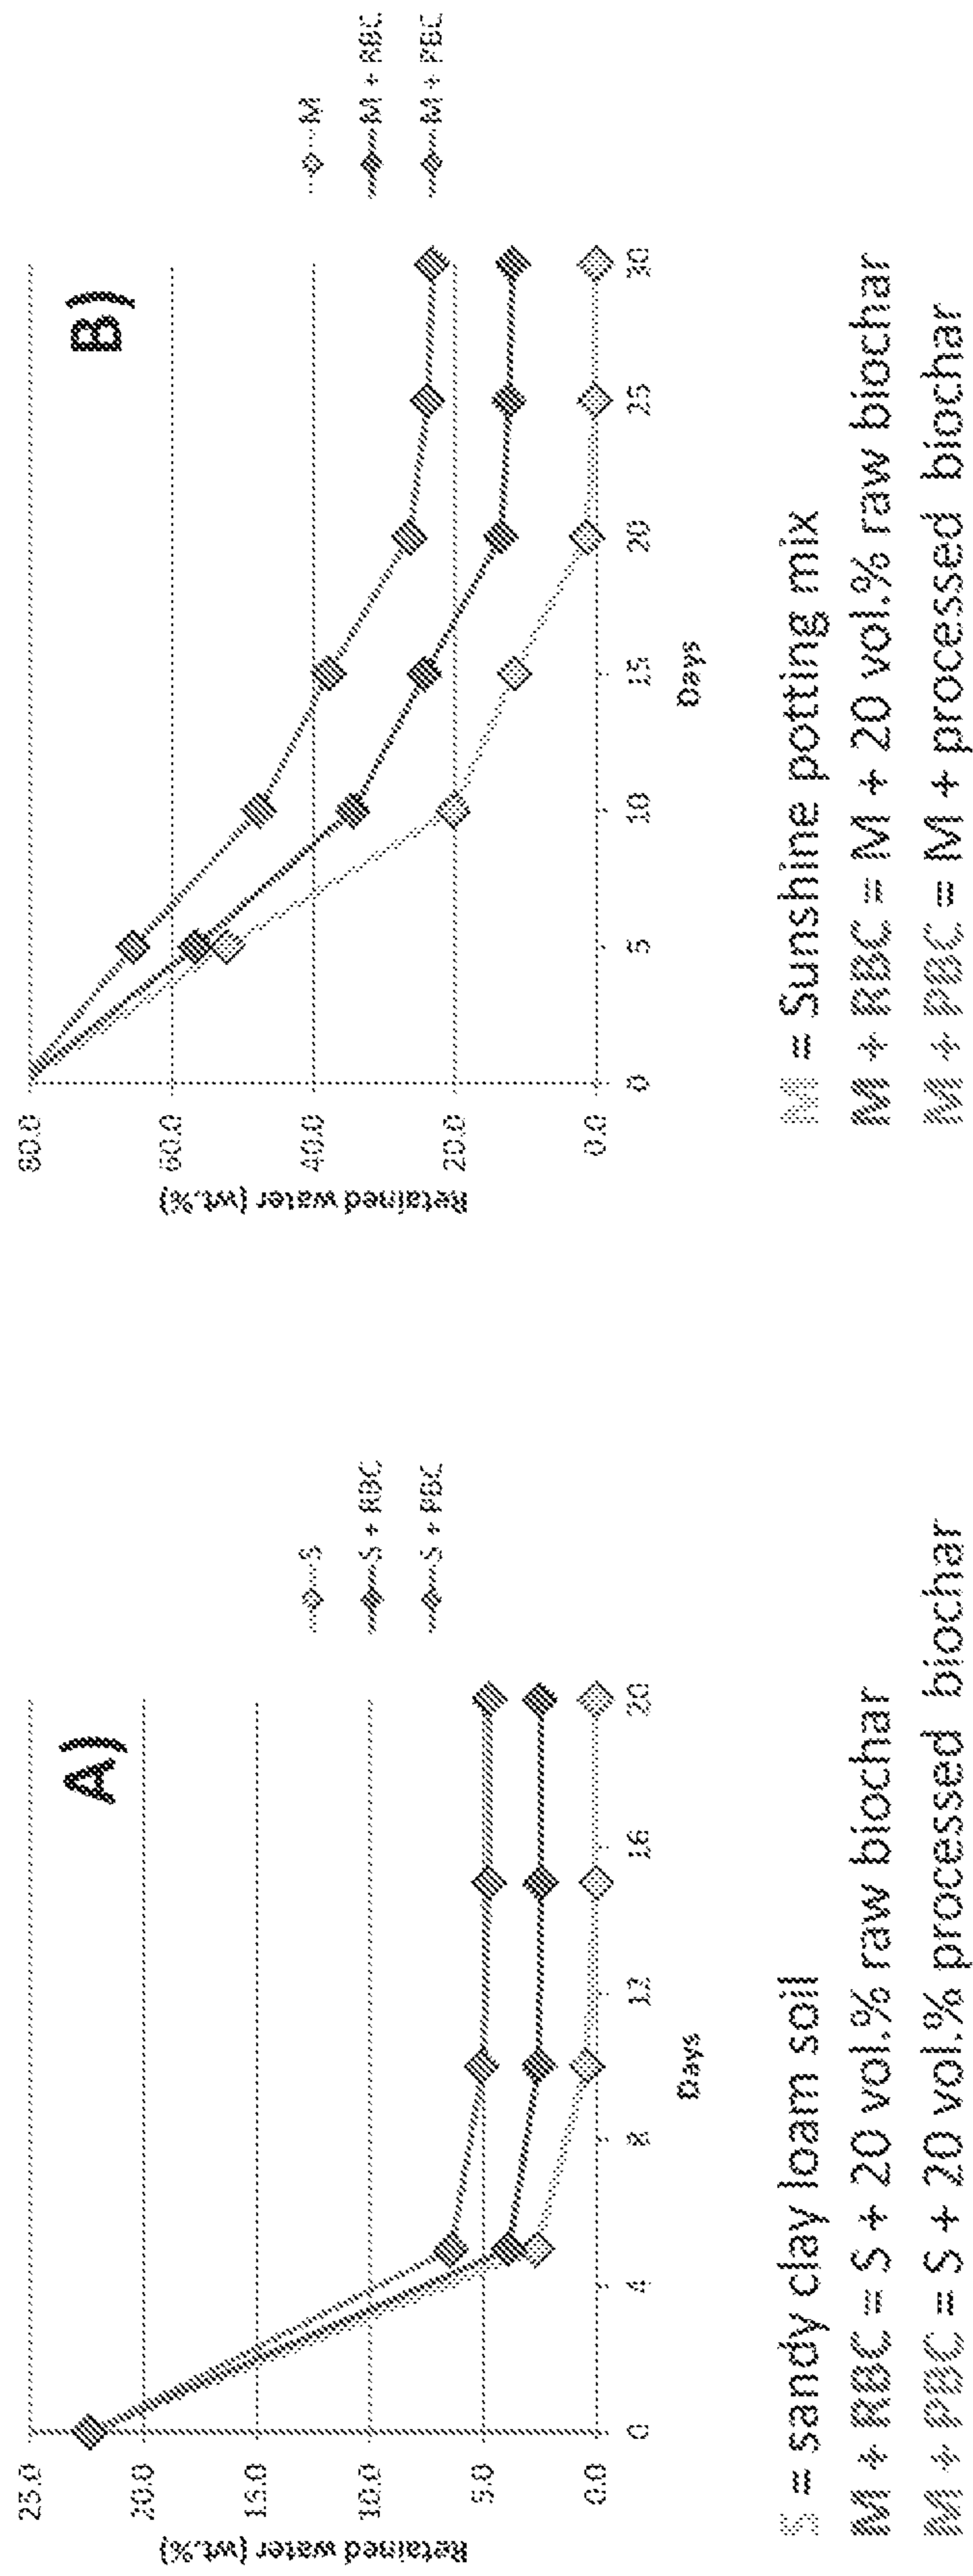 A)
Retained water (wt.%)
25.0
20.0
15.0
10.0
5.0
0.0
0 4 8 12 16 20
Days
S
S + RBC
S + PBC
S = sandy clay loam soil
M + RBC = S + 20 vol.% raw biochar
M + PBC = S + 20 vol.% processed biochar
B)
Retained water (wt.%)
80.0
60.0
40.0
20.0
0.0
0 5 10 15 20 25 30
Days
M
M + RBC
M + PBC
M = Sunshine potting mix
M + RBC = M + 20 vol.% raw biochar
M + PBC = M + processed biochar